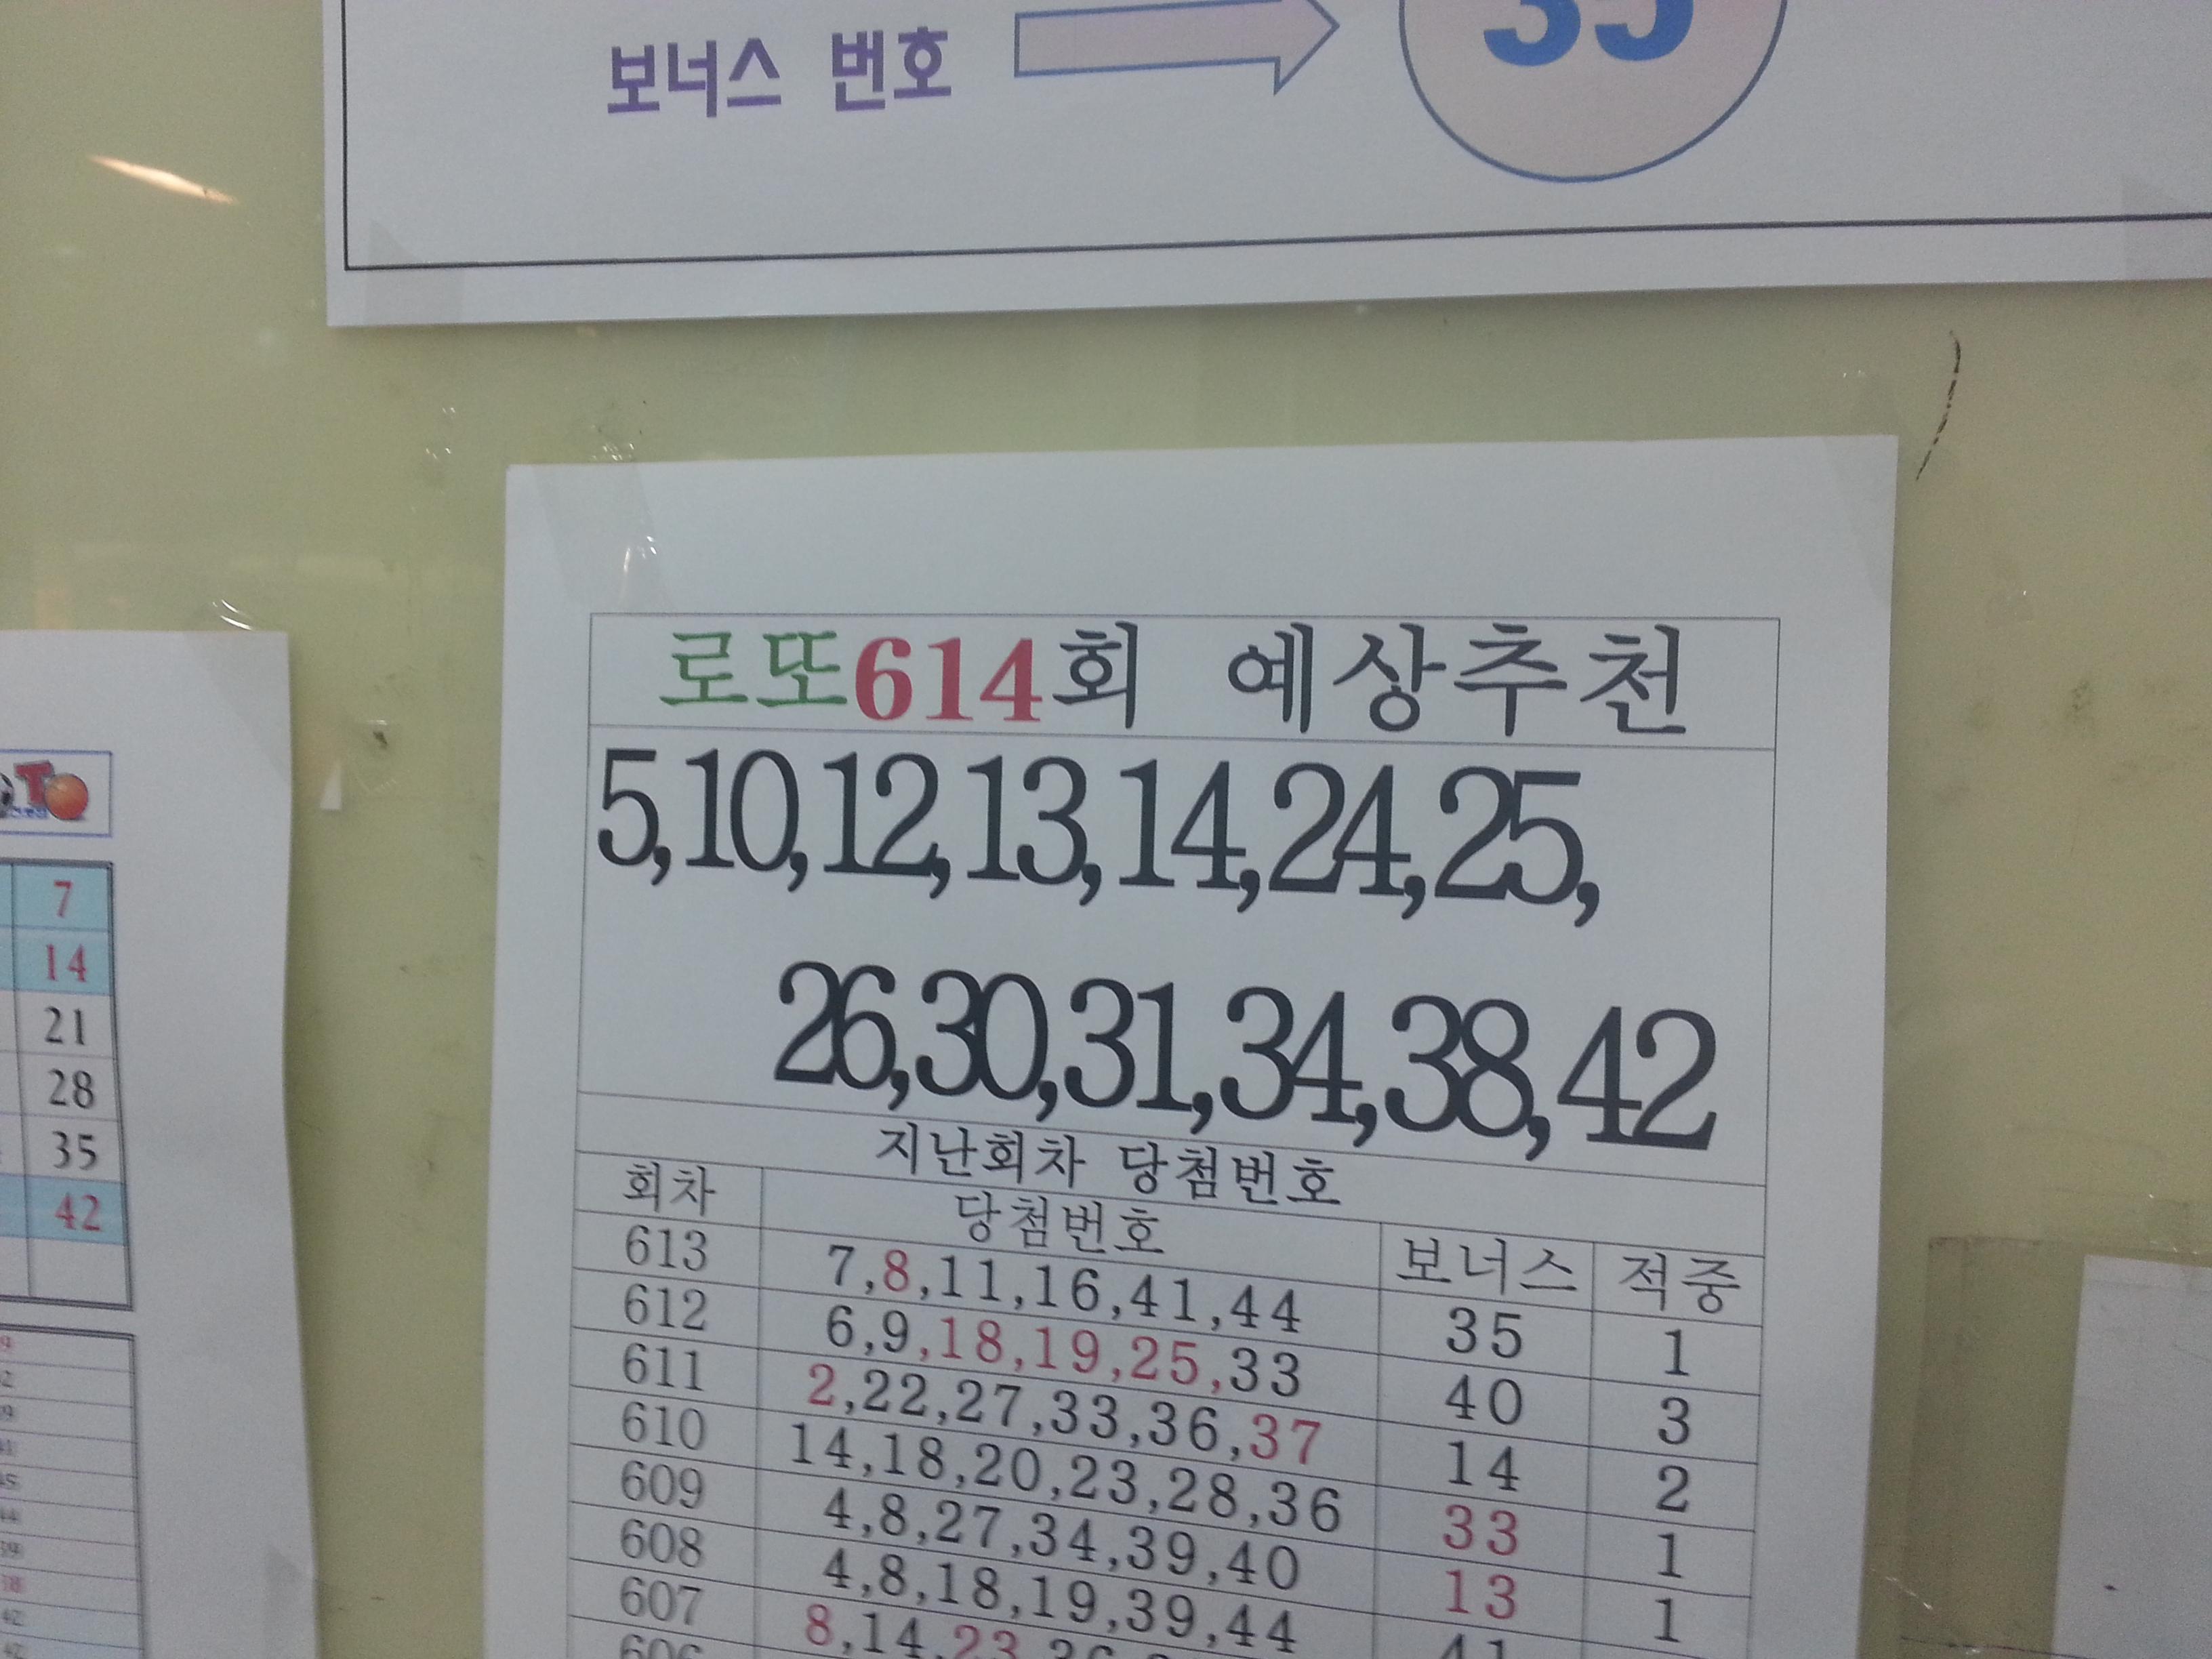 보너스 번호
35
로또614회 예상추천
5,10,12,13,14,24,25,
26,30,31,34,38,42
지난회차 당첨번호
회차 당첨번호 보너스 적중
613 7,8,11,16,41,44 35 1
612 6,9,18,19,25,33 40 3
611 2,22,27,33,36,37 14 2
610 14,18,20,23,28,36 33 1
609 4,8,27,34,39,40 13 1
608 4,8,18,19,39,44
607 8,14,23
606
7
14
21
28
35
42